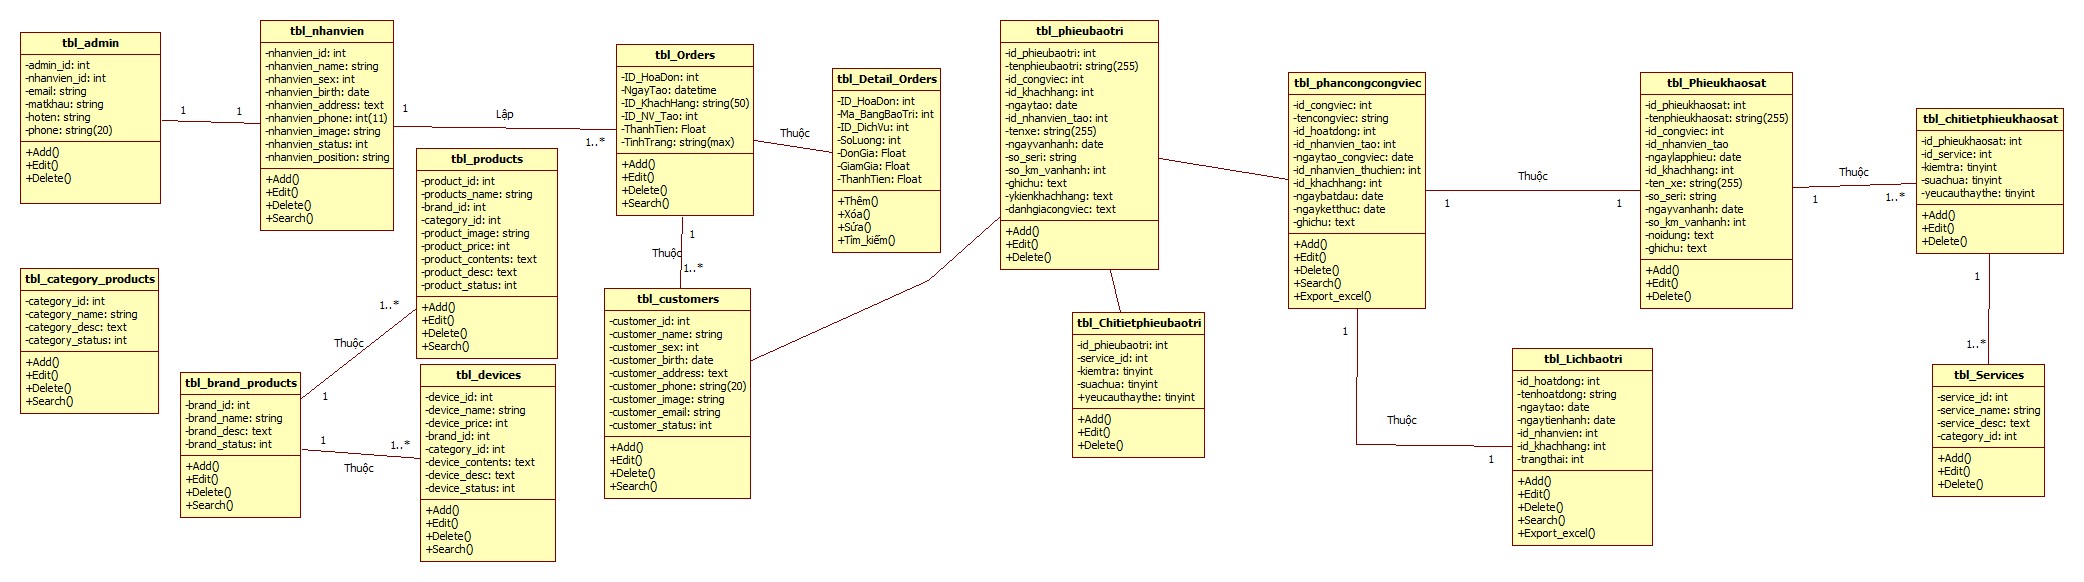 tbl_admin
-admin_id: int
-nhanvien_id: int
-email: string
-matkhau: string
-hoten: string
-phone: string(20)
+Add()
+Edit()
+Delete()
1
1
tbl_nhanvien
-nhanvien_id: int
-nhanvien_name: string
-nhanvien_sex: int
-nhanvien_birth: date
-nhanvien_address: text
-nhanvien_phone: int(11)
-nhanvien_image: string
-nhanvien_status: int
-nhanvien_position: string
+Add()
+Edit()
+Delete()
+Search()
1
Lập
1..*
tbl_Orders
-ID_HoaDon: int
-NgayTao: datetime
-ID_KhachHang: string(50)
-ID_NV_Tao: int
-ThanhTien: Float
-TinhTrang: string(max)
+Add()
+Edit()
+Delete()
+Search()
Thuộc
tbl_Detail_Orders
-ID_HoaDon: int
-Ma_BangBaoTri: int
-ID_DichVu: int
-SoLuong: int
-DonGia: Float
-GiamGia: Float
-ThanhTien: Float
+Thêm()
+Xóa()
+Sửa()
+Tìm_kiếm()
1
Thuộc
1..*
tbl_customers
-customer_id: int
-customer_name: string
-customer_sex: int
-customer_birth: date
-customer_address: text
-customer_phone: string(20)
-customer_image: string
-customer_email: string
-customer_status: int
+Add()
+Edit()
+Delete()
+Search()
tbl_products
-product_id: int
-products_name: string
-brand_id: int
-category_id: int
-product_image: string
-product_price: int
-product_contents: text
-product_desc: text
-product_status: int
+Add()
+Edit()
+Delete()
+Search()
tbl_category_products
-category_id: int
-category_name: string
-category_desc: text
-category_status: int
+Add()
+Edit()
+Delete()
+Search()
1..*
Thuộc
1
tbl_brand_products
-brand_id: int
-brand_name: string
-brand_desc: text
-brand_status: int
+Add()
+Edit()
+Delete()
+Search()
1
1..*
Thuộc
tbl_devices
-device_id: int
-device_name: string
-device_price: int
-brand_id: int
-category_id: int
-device_contents: text
-device_desc: text
-device_status: int
+Add()
+Edit()
+Delete()
+Search()
tbl_phieubaotri
-id_phieubaotri: int
-tenphieubaotri: string(255)
-id_congviec: int
-id_khachhang: int
-ngaytao: date
-id_nhanvien_tao: int
-tenxe: string(255)
-ngayvanhanh: date
-so_seri: string
-so_km_vanhanh: int
-ghichu: text
-ykienkhachhang: text
-danhgiacongviec: text
+Add()
+Edit()
+Delete()
tbl_Chitietphieubaotri
-id_phieubaotri: int
-service_id: int
-kiemtra: tinyint
-suachua: tinyint
+yeucauthaythe: tinyint
+Add()
+Edit()
+Delete()
tbl_phancongcongviec
-id_congviec: int
-tencongviec: string
-id_hoatdong: int
-id_nhanvien_tao: int
-ngaytao_congviec: date
-id_nhanvien_thuchien: int
-id_khachhang: int
-ngaybatdau: date
-ngayketthuc: date
-ghichu: text
+Add()
+Edit()
+Delete()
+Search()
+Export_excel()
Thuộc
1
1
tbl_Phieukhaosat
-id_phieukhaosat: int
-tenphieukhaosat: string(255)
-id_congviec: int
-id_nhanvien_tao
-ngaylapphieu: date
-id_khachhang: int
-ten_xe: string(255)
-so_seri: string
-ngayvanhanh: date
-so_km_vanhanh: int
-noidung: text
-ghichu: text
+Add()
+Edit()
+Delete()
Thuộc
1
1..*
tbl_chitietphieukhaosat
-id_phieukhaosat: int
-id_service: int
-kiemtra: tinyint
-suachua: tinyint
-yeucauthaythe: tinyint
+Add()
+Edit()
+Delete()
1
1..*
tbl_Services
-service_id: int
-service_name: string
-service_desc: text
-category_id: int
+Add()
+Edit()
+Delete()
1
Thuộc
1
tbl_Lichbaotri
-id_hoatdong: int
-tenhoatdong: string
-ngaytao: date
-ngaytienhanh: date
-id_nhanvien: int
-id_khachhang: int
-trangthai: int
+Add()
+Edit()
+Delete()
+Search()
+Export_excel()